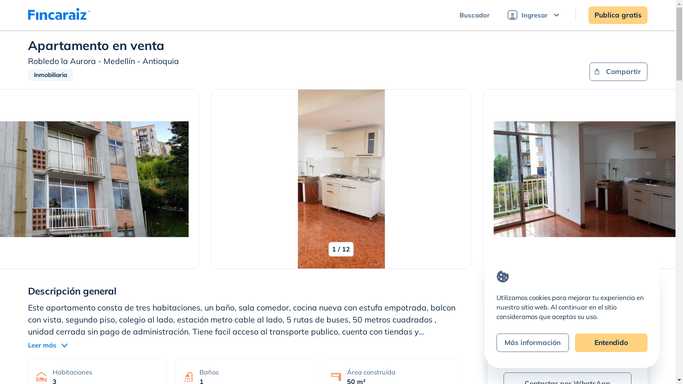 Fincaraiz
Buscador
Ingresar
Publica gratis
Apartamento en venta
Robledo la Aurora - Medellín - Antioquia
Inmobiliaria
Compartir
1 / 12
Descripción general
Este apartamento consta de tres habitaciones, un baño, sala comedor, cocina nueva con estufa empotrada, balcon
con vista, segundo piso, colegio al lado, estación metro cable al lado, 5 rutas de buses, 50 metros cuadrados ,
unidad cerrada sin pago de administración. Tiene facil acceso al transporte publico. cuenta con tiendas y...
Leer más
Habitaciones
3
Baños
1
Área construida
50 m²
Utilizamos cookies para mejorar tu experiencia en
nuestro sitio web. Al continuar en el sitio
consideramos que aceptas su uso.
Más información
Entendido
Contactar por WhatsApp